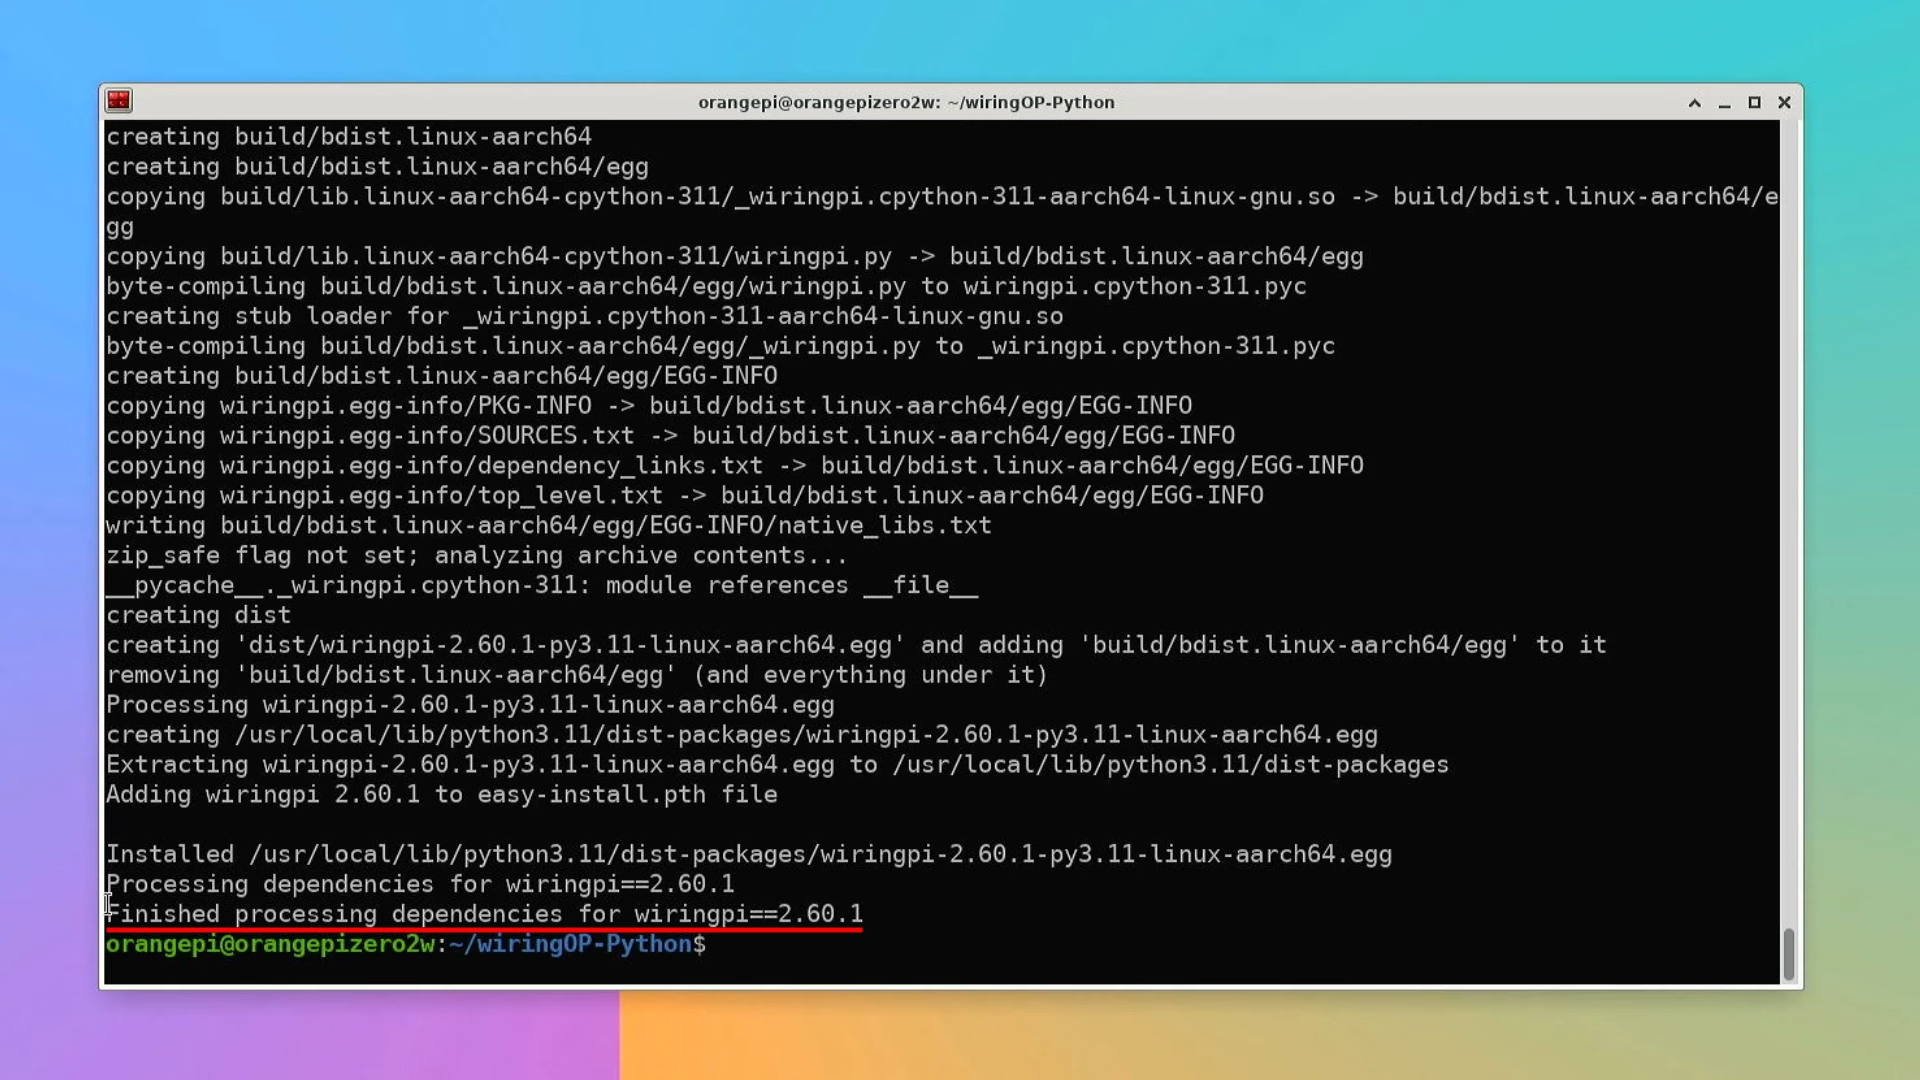 orangepi@orangepizero2w: ~/wiringOP-Python
creating build/bdist.linux-aarch64
creating build/bdist.linux-aarch64/egg
copying build/lib.linux-aarch64-cpython-311/_wiringpi.cpython-311-aarch64-linux-gnu.so -> build/bdist.linux-aarch64/e
gg
copying build/lib.linux-aarch64-cpython-311/wiringpi.py -> build/bdist.linux-aarch64/egg
byte-compiling build/bdist.linux-aarch64/egg/wiringpi.py to wiringpi.cpython-311.pyc
creating stub loader for _wiringpi.cpython-311-aarch64-linux-gnu.so
byte-compiling build/bdist.linux-aarch64/egg/_wiringpi.py to _wiringpi.cpython-311.pyc
creating build/bdist.linux-aarch64/egg/EGG-INFO
copying wiringpi.egg-info/PKG-INFO -> build/bdist.linux-aarch64/egg/EGG-INFO
copying wiringpi.egg-info/SOURCES.txt -> build/bdist.linux-aarch64/egg/EGG-INFO
copying wiringpi.egg-info/dependency_links.txt -> build/bdist.linux-aarch64/egg/EGG-INFO
copying wiringpi.egg-info/top_level.txt -> build/bdist.linux-aarch64/egg/EGG-INFO
writing build/bdist.linux-aarch64/egg/EGG-INFO/native_libs.txt
zip_safe flag not set; analyzing archive contents...
__pycache__._wiringpi.cpython-311: module references __file__
creating dist
creating 'dist/wiringpi-2.60.1-py3.11-linux-aarch64.egg' and adding 'build/bdist.linux-aarch64/egg' to it
removing 'build/bdist.linux-aarch64/egg' (and everything under it)
Processing wiringpi-2.60.1-py3.11-linux-aarch64.egg
creating /usr/local/lib/python3.11/dist-packages/wiringpi-2.60.1-py3.11-linux-aarch64.egg
Extracting wiringpi-2.60.1-py3.11-linux-aarch64.egg to /usr/local/lib/python3.11/dist-packages
Adding wiringpi 2.60.1 to easy-install.pth file
Installed /usr/local/lib/python3.11/dist-packages/wiringpi-2.60.1-py3.11-linux-aarch64.egg
Processing dependencies for wiringpi==2.60.1
Finished processing dependencies for wiringpi==2.60.1
orangepi@orangepizero2w:~/wiringOP-Python$